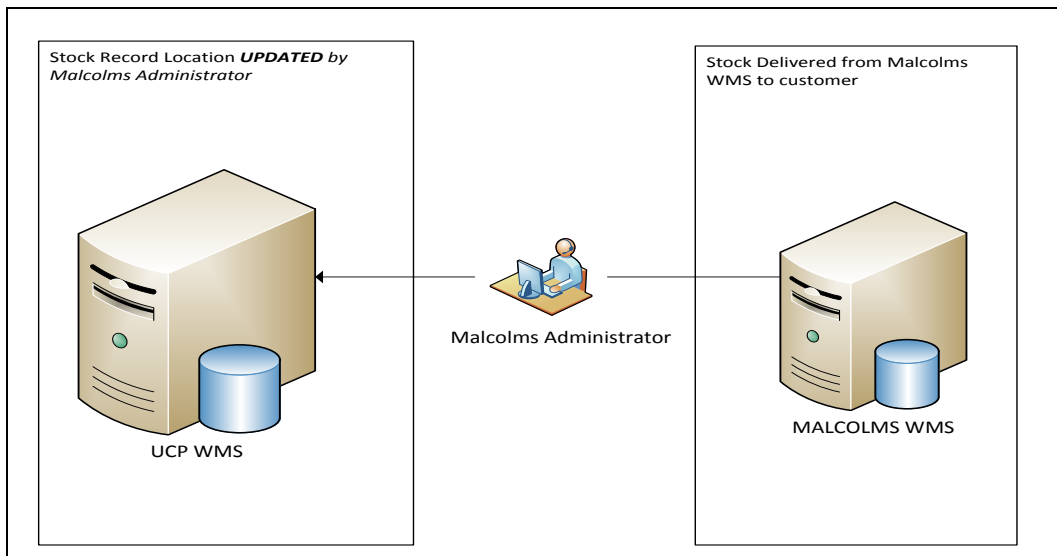 Stock Record Location UPDATED by
Malcolms Administrator
Stock Delivered from Malcolms
WMS to customer
Malcolms Administrator
UCP WMS
MALCOLMS WMS